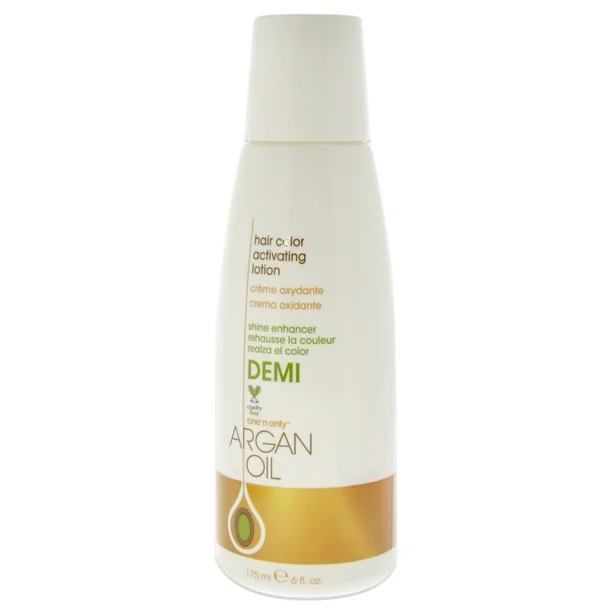 hair color
activating
lotion
crème oxydante
crema oxidante
shine enhancer
rehausse la couleur
realza el color
DEMI
cruelty
free
one 'n only™
ARGAN
OIL
175 ml ℮ 6 fl. oz.